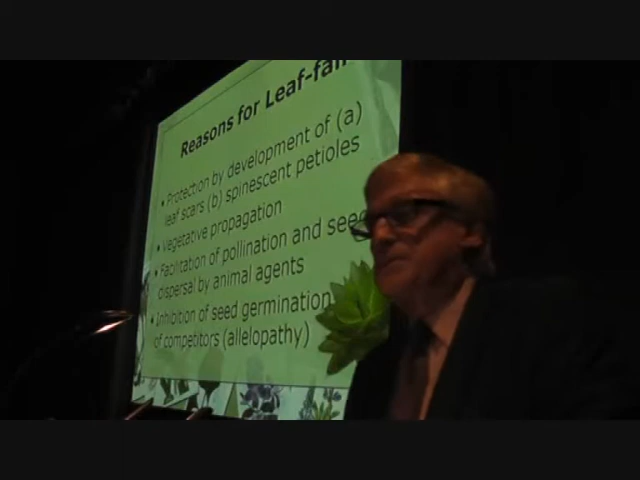 Reasons for Leaf-fall
• Protection by development of (a)
leaf scars (b) spinescent petioles
• Vegetative propagation
• Facilitation of pollination and seed
dispersal by animal agents
• Inhibition of seed germination
of competitors (allelopathy)